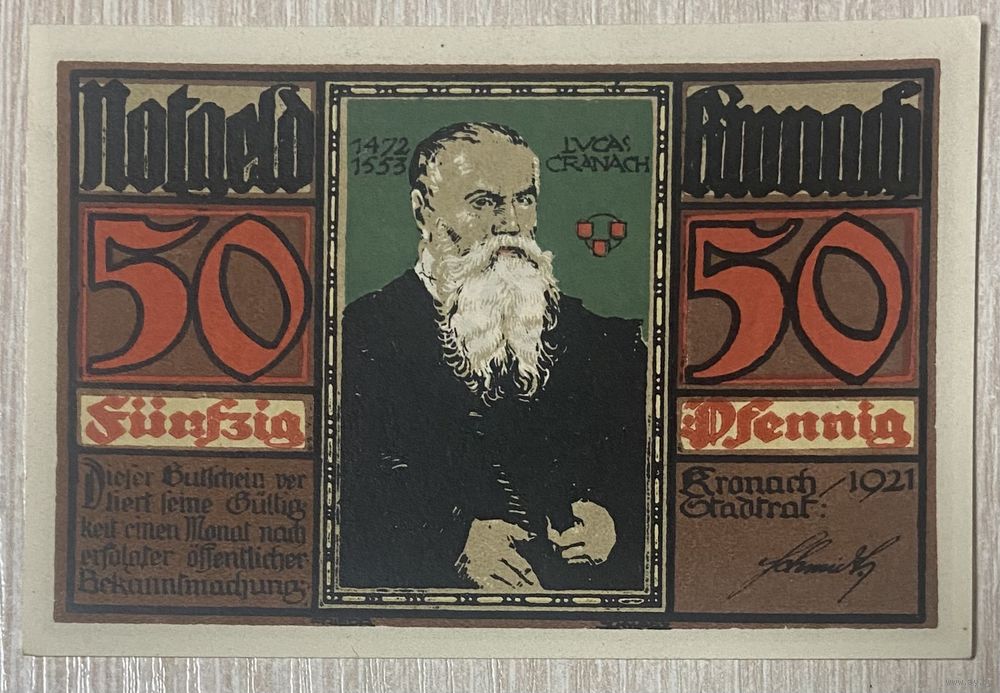 Notgeld
Kronach
1472
1553
LVCAS
CRANACH
50
50
Fünfzig
Pfennig
Dieser Gutschein ver
liert seine Gültig
keit einen Monat nach
erfolgter öffentlicher
Bekanntmachung
Kronach / 1921
Stadtrat: